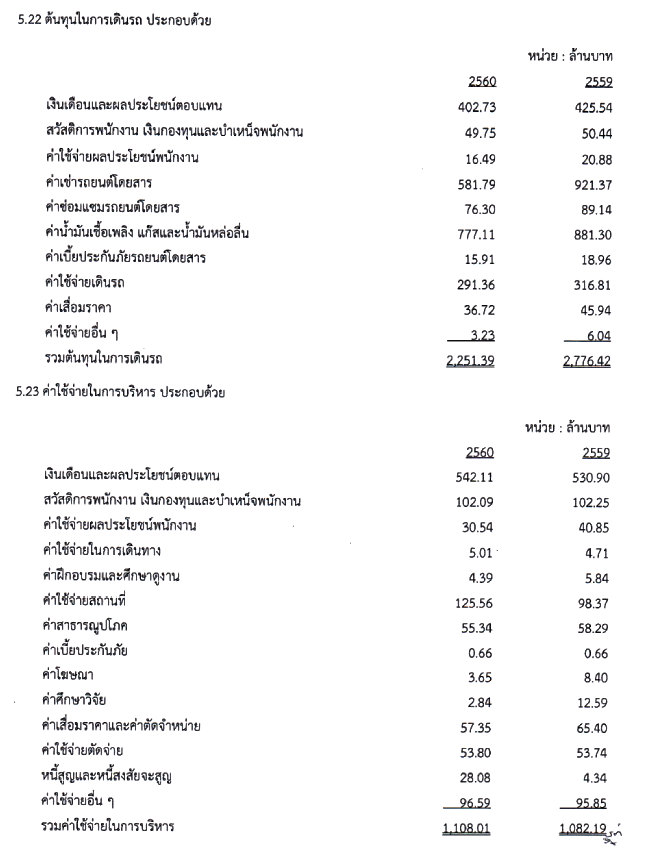 5.22 ต้นทุนในการเดินรถ ประกอบด้วย
หน่วย : ล้านบาท
2560 2559
เงินเดือนและผลประโยชน์ตอบแทน 402.73 425.54
สวัสดิการพนักงาน เงินกองทุนและบำเหน็จพนักงาน 49.75 50.44
ค่าใช้จ่ายผลประโยชน์พนักงาน 16.49 20.88
ค่าเช่ารถยนต์โดยสาร 581.79 921.37
ค่าซ่อมแซมรถยนต์โดยสาร 76.30 89.14
ค่าน้ำมันเชื้อเพลิง แก๊สและน้ำมันหล่อลื่น 777.11 881.30
ค่าเบี้ยประกันภัยรถยนต์โดยสาร 15.91 18.96
ค่าใช้จ่ายเดินรถ 291.36 316.81
ค่าเสื่อมราคา 36.72 45.94
ค่าใช้จ่ายอื่น ๆ 3.23 6.04
รวมต้นทุนในการเดินรถ 2,251.39 2,776.42
5.23 ค่าใช้จ่ายในการบริหาร ประกอบด้วย
หน่วย : ล้านบาท
2560 2559
เงินเดือนและผลประโยชน์ตอบแทน 542.11 530.90
สวัสดิการพนักงาน เงินกองทุนและบำเหน็จพนักงาน 102.09 102.25
ค่าใช้จ่ายผลประโยชน์พนักงาน 30.54 40.85
ค่าใช้จ่ายในการเดินทาง 5.01 4.71
ค่าฝึกอบรมและศึกษาดูงาน 4.39 5.84
ค่าใช้จ่ายสถานที่ 125.56 98.37
ค่าสาธารณูปโภค 55.34 58.29
ค่าเบี้ยประกันภัย 0.66 0.66
ค่าโฆษณา 3.65 8.40
ค่าศึกษาวิจัย 2.84 12.59
ค่าเสื่อมราคาและค่าตัดจำหน่าย 57.35 65.40
ค่าใช้จ่ายตัดจ่าย 53.80 53.74
หนี้สูญและหนี้สงสัยจะสูญ 28.08 4.34
ค่าใช้จ่ายอื่น ๆ 96.59 95.85
รวมค่าใช้จ่ายในการบริหาร 1,108.01 1,082.19